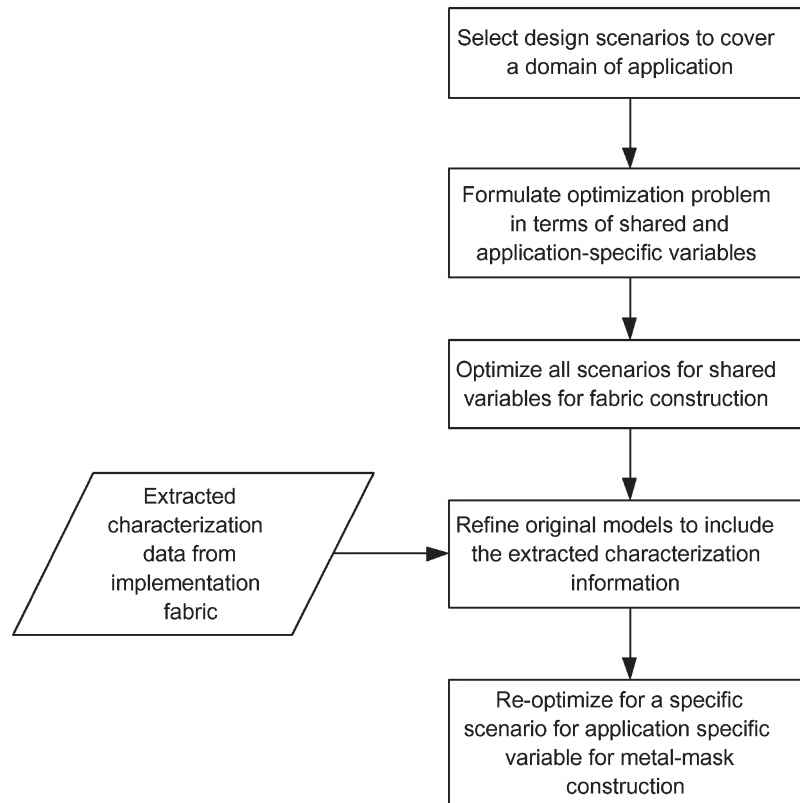 Select design scenarios to cover
a domain of application
Formulate optimization problem
in terms of shared and
application-specific variables
Optimize all scenarios for shared
variables for fabric construction
Extracted
characterization
data from
implementation
fabric
Refine original models to include
the extracted characterization
information
Re-optimize for a specific
scenario for application specific
variable for metal-mask
construction